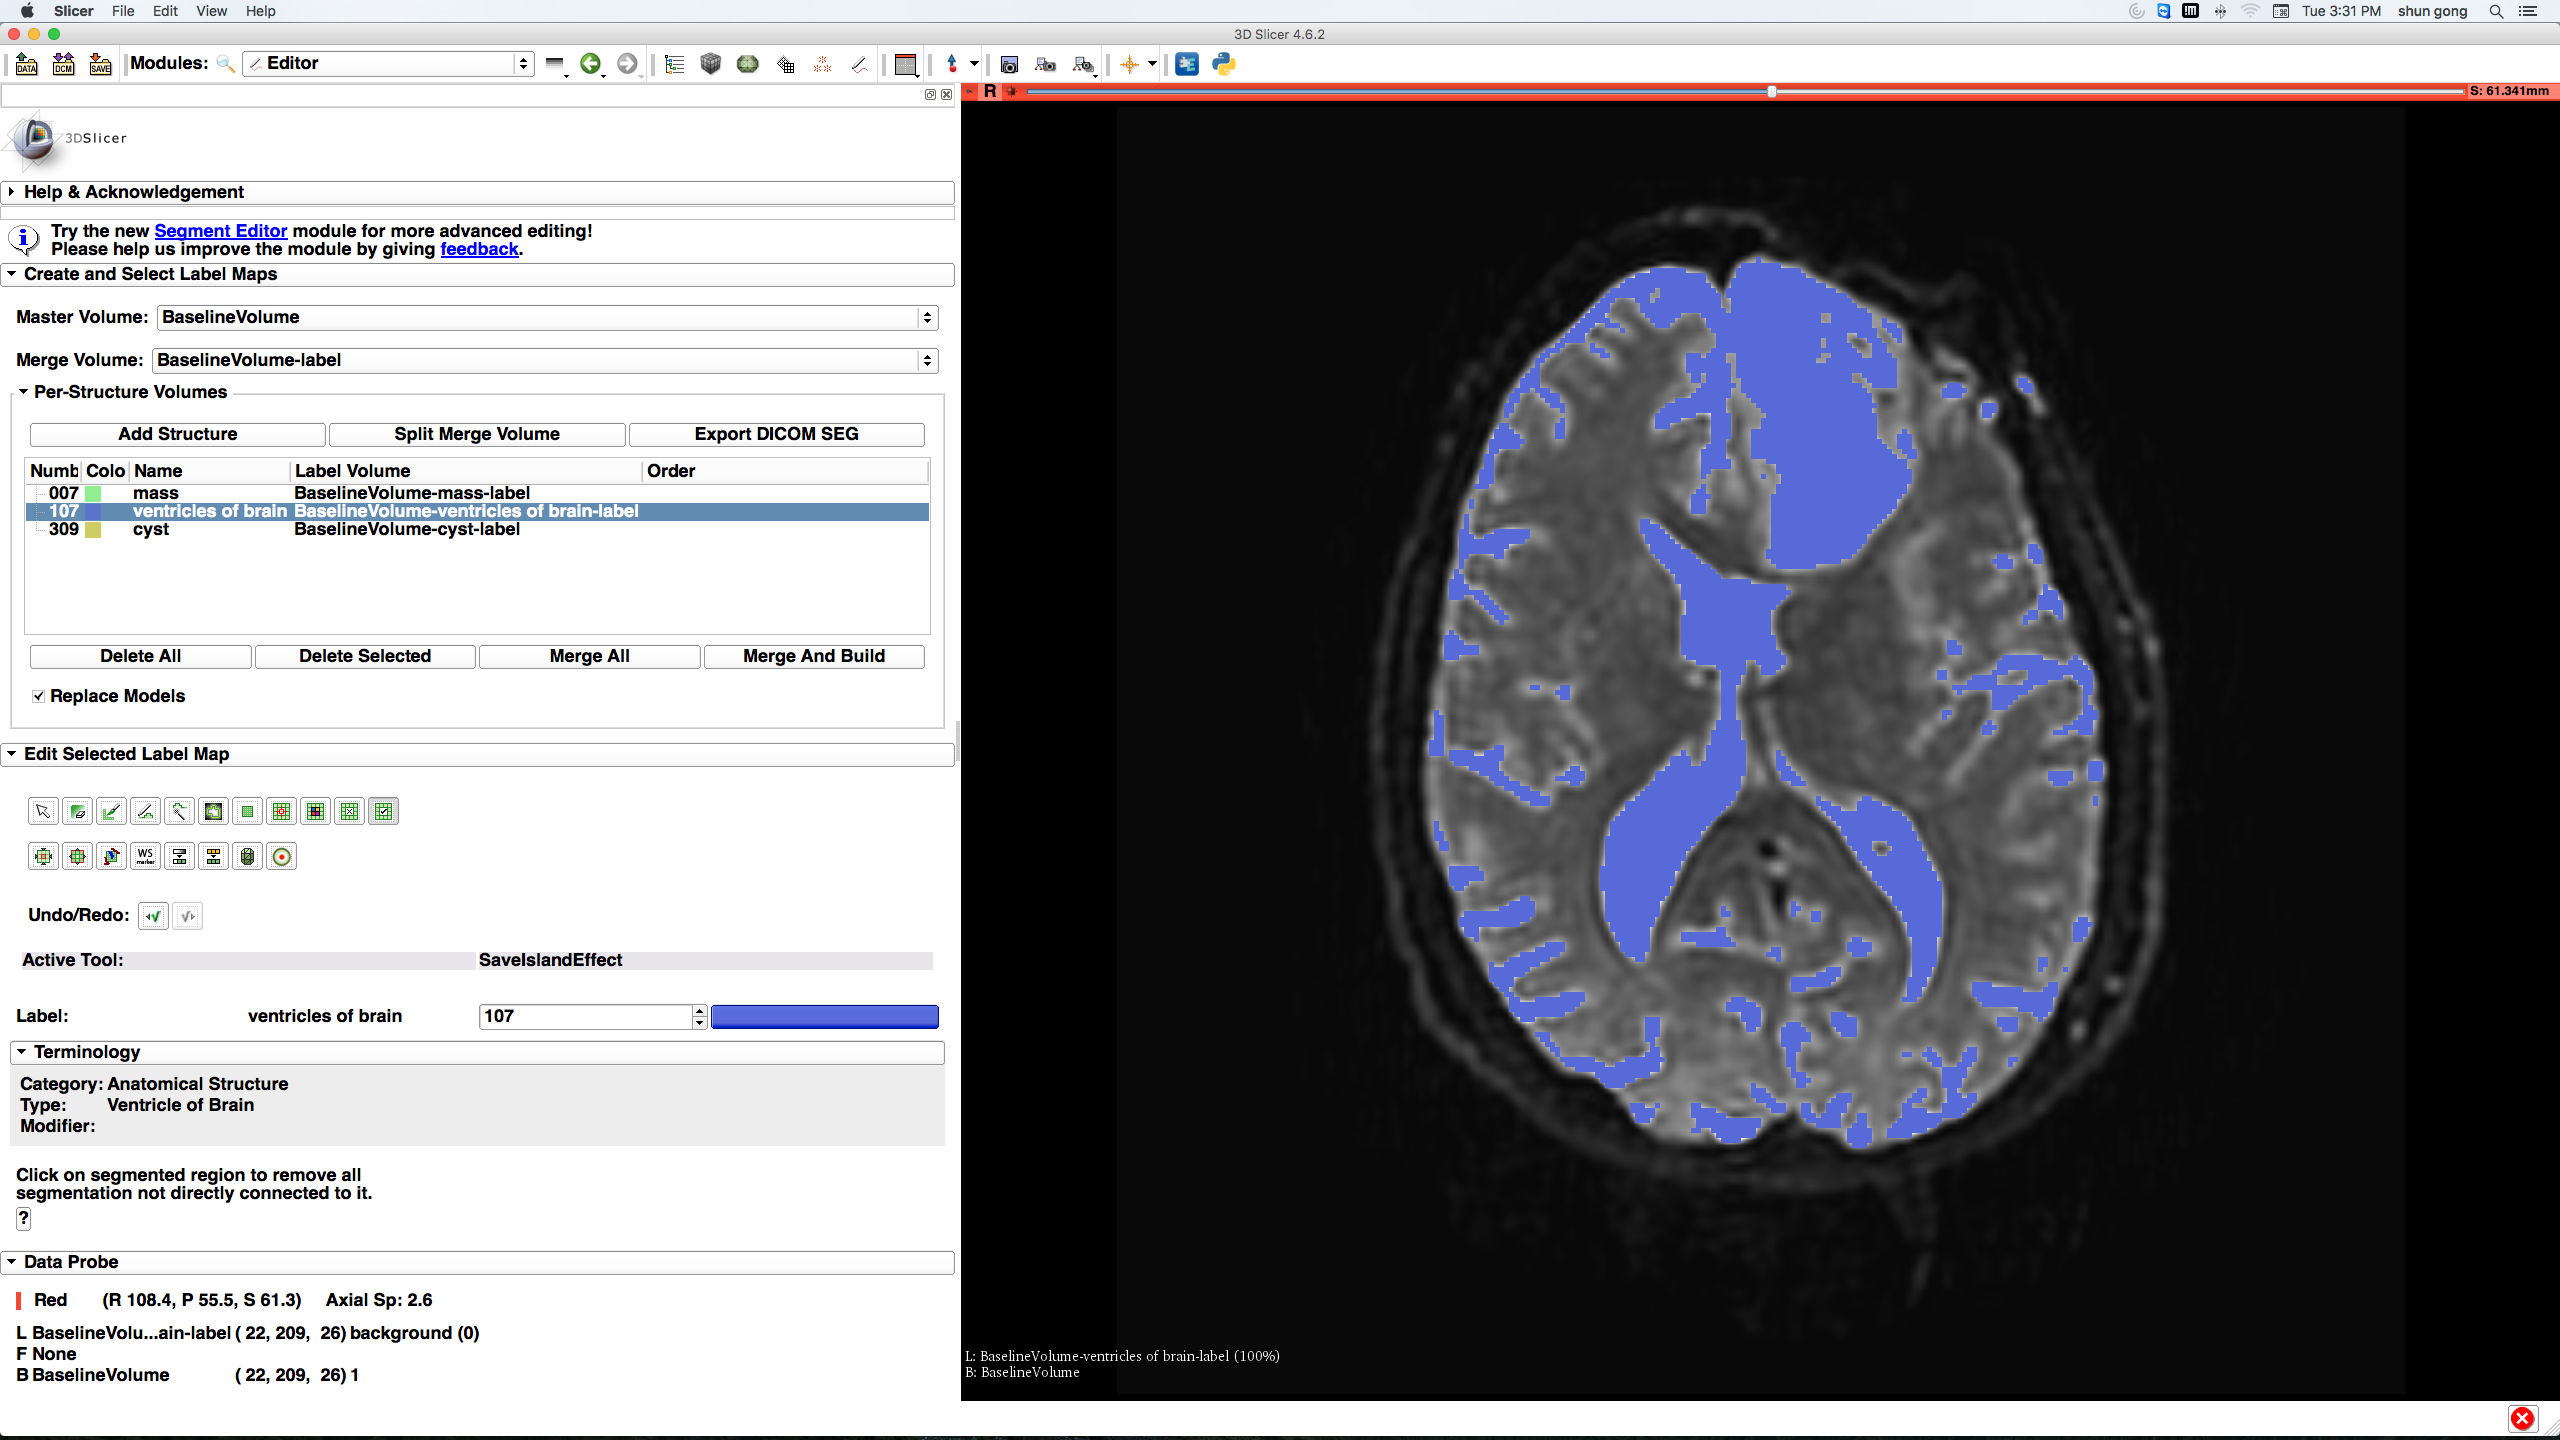 Slicer File Edit View Help
Tue 3:31 PM shun gong
3D Slicer 4.6.2
DATA DCM SAVE Modules: Editor
R S: 61.341mm
3DSlicer
Help & Acknowledgement
Try the new Segment Editor module for more advanced editing!
Please help us improve the module by giving feedback.
Create and Select Label Maps
Master Volume: BaselineVolume
Merge Volume: BaselineVolume-label
Per-Structure Volumes
Add Structure Split Merge Volume Export DICOM SEG
Numb Colo Name Label Volume Order
007 mass BaselineVolume-mass-label
107 ventricles of brain BaselineVolume-ventricles of brain-label
309 cyst BaselineVolume-cyst-label
Delete All Delete Selected Merge All Merge And Build
Replace Models
Edit Selected Label Map
WS
marker
Undo/Redo:
Active Tool: SaveIslandEffect
Label: ventricles of brain 107
Terminology
Category: Anatomical Structure
Type: Ventricle of Brain
Modifier:
Click on segmented region to remove all
segmentation not directly connected to it.
?
Data Probe
Red (R 108.4, P 55.5, S 61.3) Axial Sp: 2.6
L BaselineVolu...ain-label ( 22, 209, 26) background (0)
F None
B BaselineVolume ( 22, 209, 26) 1
L: BaselineVolume-ventricles of brain-label (100%)
B: BaselineVolume